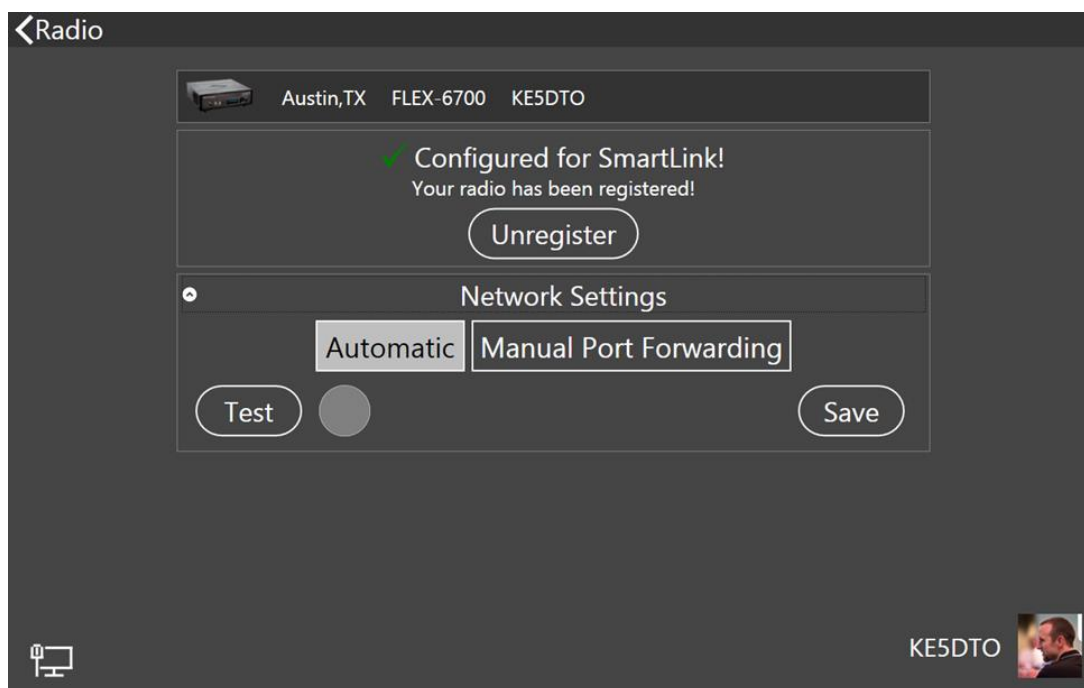 Radio
Austin,TX FLEX-6700 KE5DTO
Configured for SmartLink!
Your radio has been registered!
Unregister
Network Settings
Automatic Manual Port Forwarding
Test Save
KE5DTO